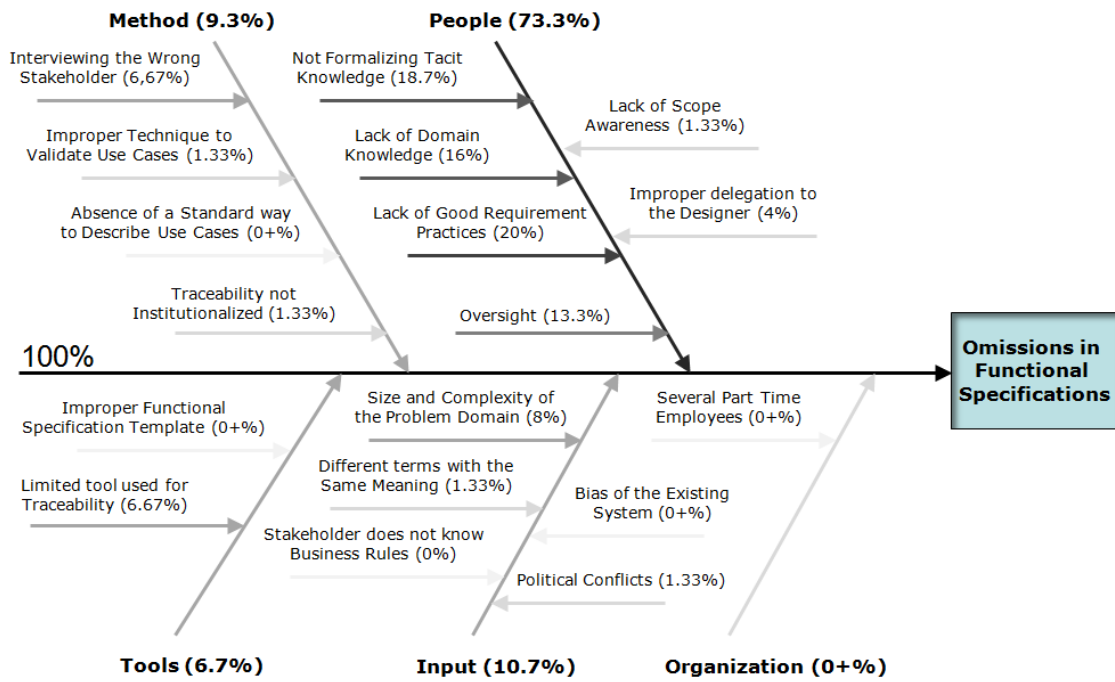 Method (9.3%)
People (73.3%)
Interviewing the Wrong
Stakeholder (6,67%)
Improper Technique to
Validate Use Cases (1.33%)
Absence of a Standard way
to Describe Use Cases (0+%)
Traceability not
Institutionalized (1.33%)
Not Formalizing Tacit
Knowledge (18.7%)
Lack of Domain
Knowledge (16%)
Lack of Good Requirement
Practices (20%)
Oversight (13.3%)
Lack of Scope
Awareness (1.33%)
Improper delegation to
the Designer (4%)
100%
Omissions in
Functional
Specifications
Improper Functional
Specification Template (0+%)
Limited tool used for
Traceability (6.67%)
Size and Complexity of
the Problem Domain (8%)
Different terms with the
Same Meaning (1.33%)
Stakeholder does not know
Business Rules (0%)
Bias of the Existing
System (0+%)
Political Conflicts (1.33%)
Several Part Time
Employees (0+%)
Tools (6.7%)
Input (10.7%)
Organization (0+%)